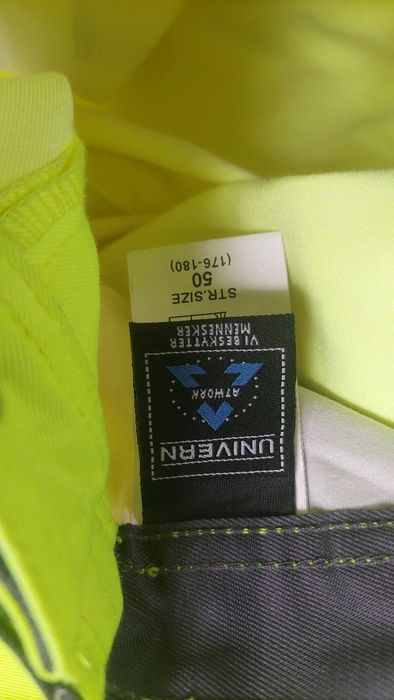 UNIVERN
ATWORK
VI BESKYTTER
MENNESKER
STR.SIZE
50
(176-180)